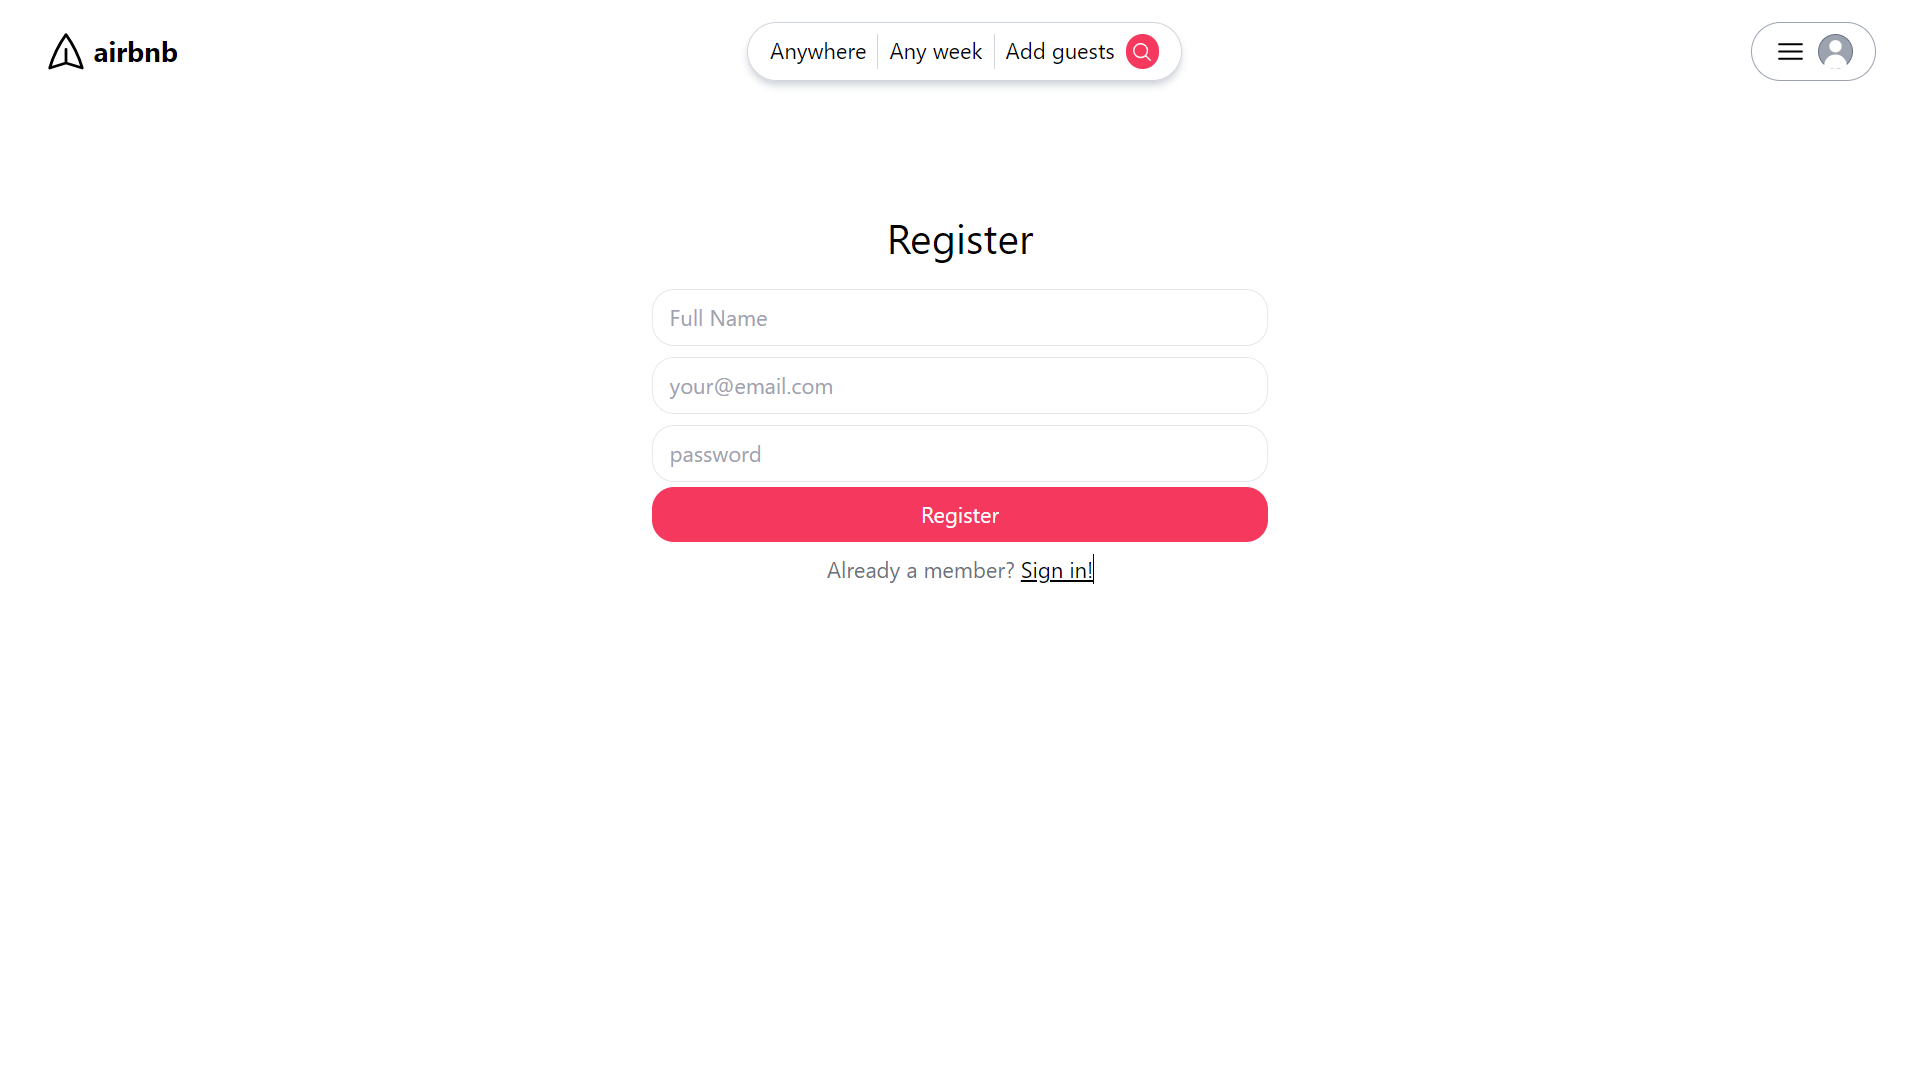 airbnb
Anywhere Any week Add guests
Register
Full Name
your@email.com
password
Register
Already a member? Sign in!